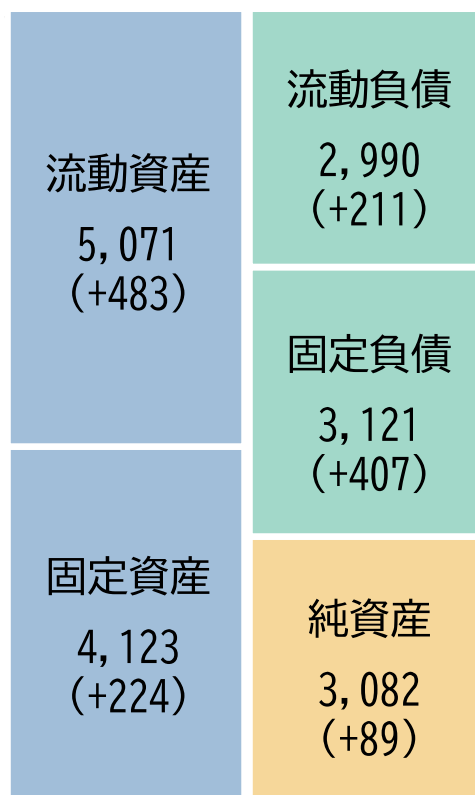 流動資産
5,071
(+483)
固定資産
4,123
(+224)
流動負債
2,990
(+211)
固定負債
3,121
(+407)
純資産
3,082
(+89)